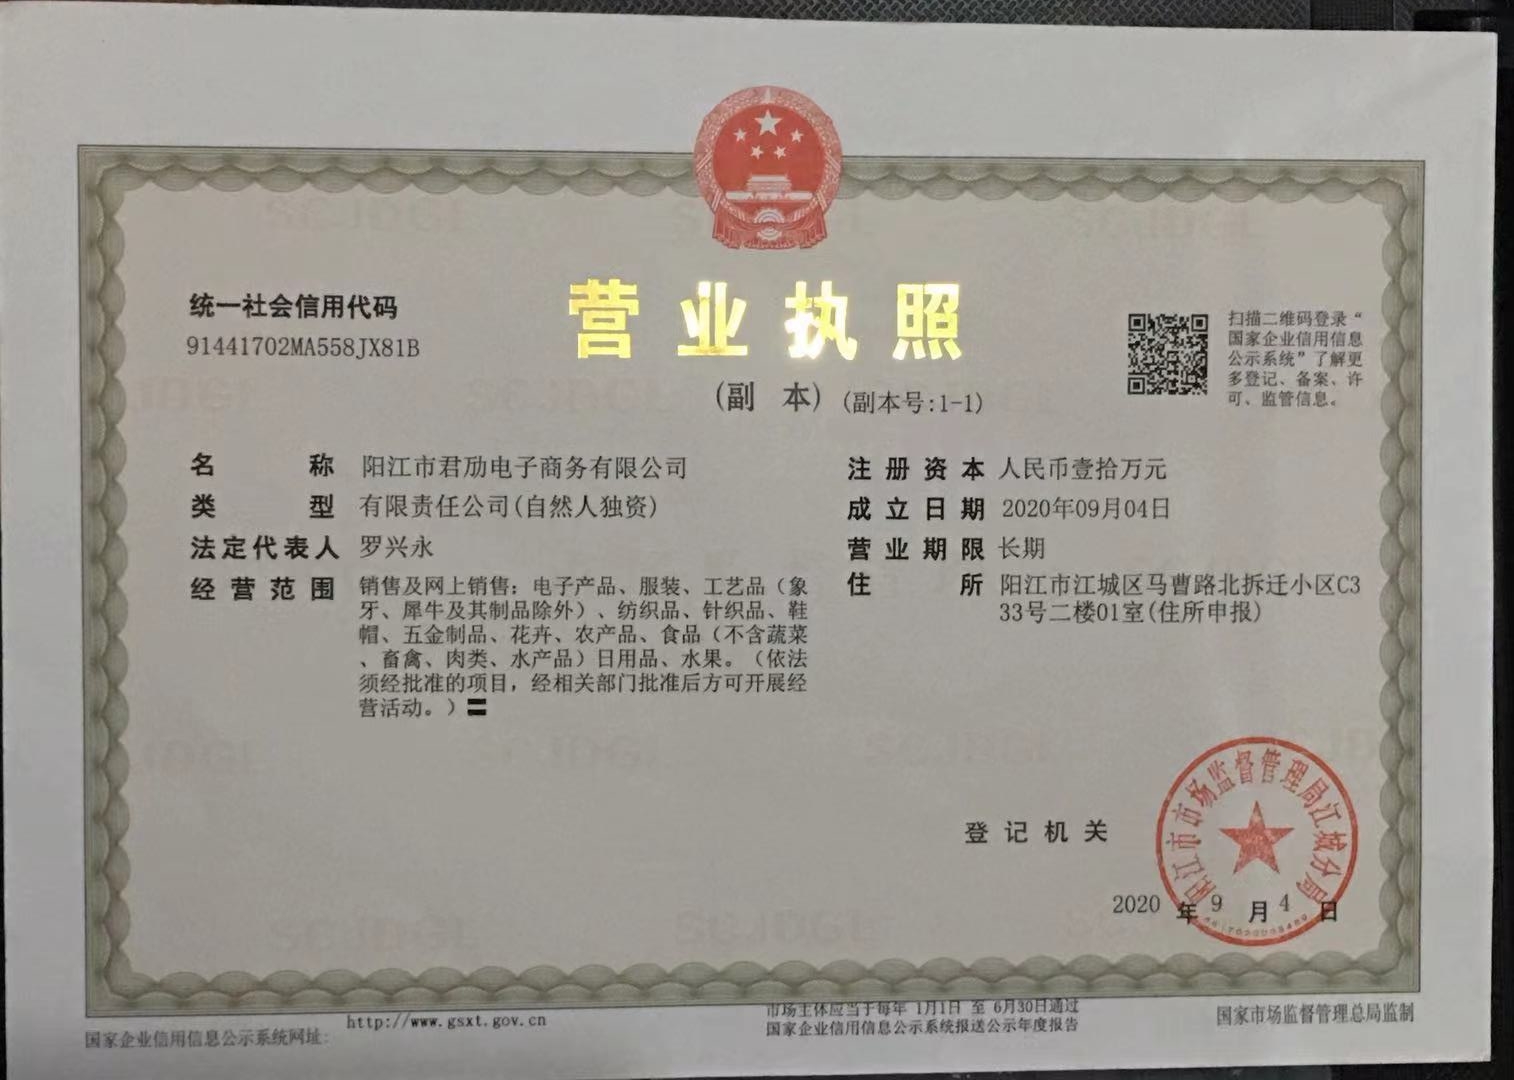 统一社会信用代码
91441702MA558JX81B
营业执照
(副 本) (副本号:1-1)
扫描二维码登录“
国家企业信用信息
公示系统”了解更
多登记、备案、许
可、监管信息。
名 称 阳江市君劢电子商务有限公司
类 型 有限责任公司(自然人独资)
法定代表人 罗兴永
经营范围 销售及网上销售：电子产品、服装、工艺品（象
牙、犀牛及其制品除外）、纺织品、针织品、鞋
帽、五金制品、花卉、农产品、食品（不含蔬菜
、畜禽、肉类、水产品）日用品、水果。（依法
须经批准的项目，经相关部门批准后方可开展经
营活动。）
注册资本 人民币壹拾万元
成立日期 2020年09月04日
营业期限 长期
住 所 阳江市江城区马曹路北拆迁小区C3
33号二楼01室(住所申报)
登记机关
阳江市市场监督管理局江城分局
2020 年 9 月 4 日
国家企业信用信息公示系统网址: http://www.gsxt.gov.cn
市场主体应当于每年 1月1日 至 6月30日通过
国家企业信用信息公示系统报送公示年度报告
国家市场监督管理总局监制